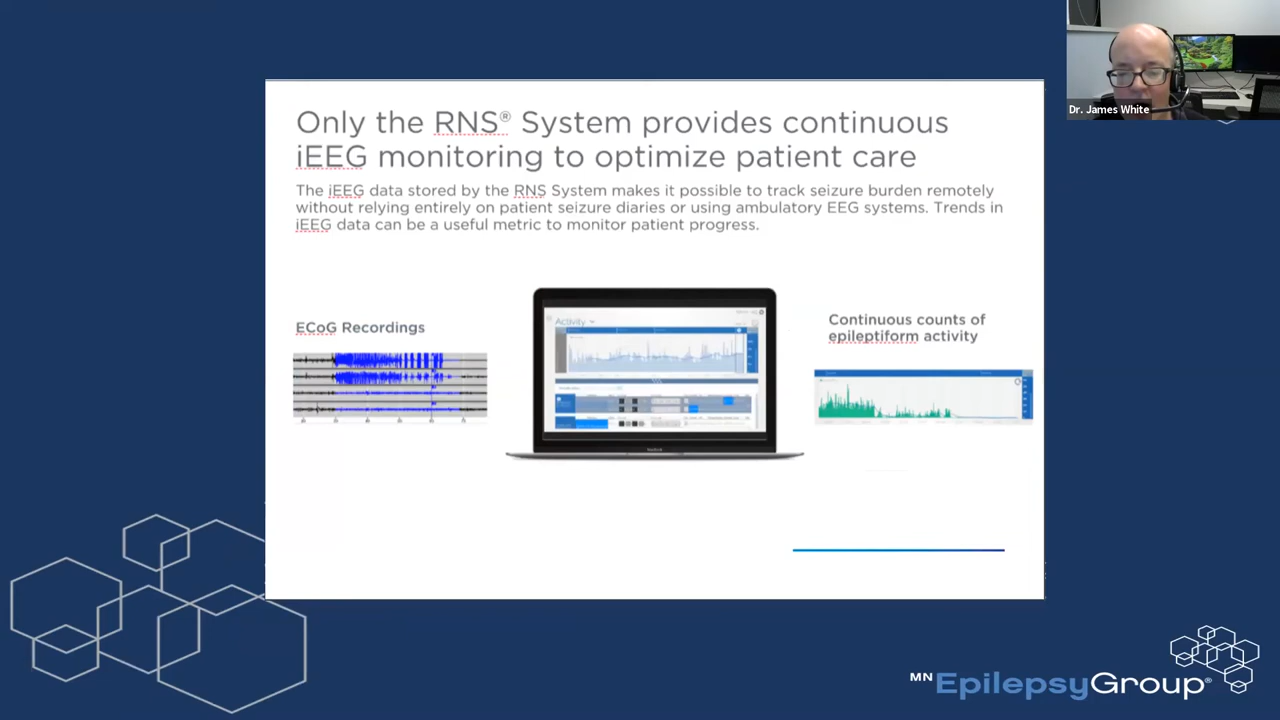 Dr. James White
Only the RNS® System provides continuous
iEEG monitoring to optimize patient care
The iEEG data stored by the RNS System makes it possible to track seizure burden remotely
without relying entirely on patient seizure diaries or using ambulatory EEG systems. Trends in
iEEG data can be a useful metric to monitor patient progress.
ECoG Recordings
Activity
Continuous counts of
epileptiform activity
MN EpilepsyGroup®